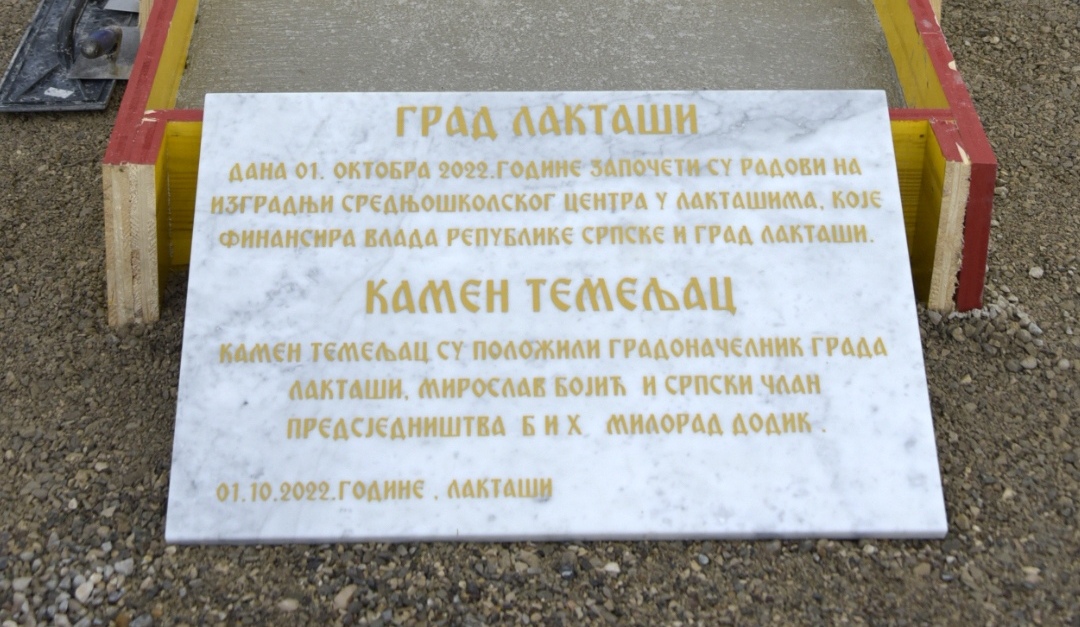 ГРАД ЛАКТАШИ
ДАНА 01. ОКТОБРА 2022.ГОДИНЕ ЗАПОЧЕТИ СУ РАДОВИ НА
ИЗГРАДЊИ СРЕДЊОШКОЛСКОГ ЦЕНТРА У ЛАКТАШИМА, КОЈЕ
ФИНАНСИРА ВЛАДА РЕПУБЛИКЕ СРПСКЕ И ГРАД ЛАКТАШИ.
КАМЕН ТЕМЕЉАЦ
КАМЕН ТЕМЕЉАЦ СУ ПОЛОЖИЛИ ГРАДОНАЧЕЛНИК ГРАДА
ЛАКТАШИ, МИРОСЛАВ БОЈИЋ И СРПСКИ ЧЛАН
ПРЕДСЈЕДНИШТВА Б И Х МИЛОРАД ДОДИК .
01.10.2022.ГОДИНЕ , ЛАКТАШИ